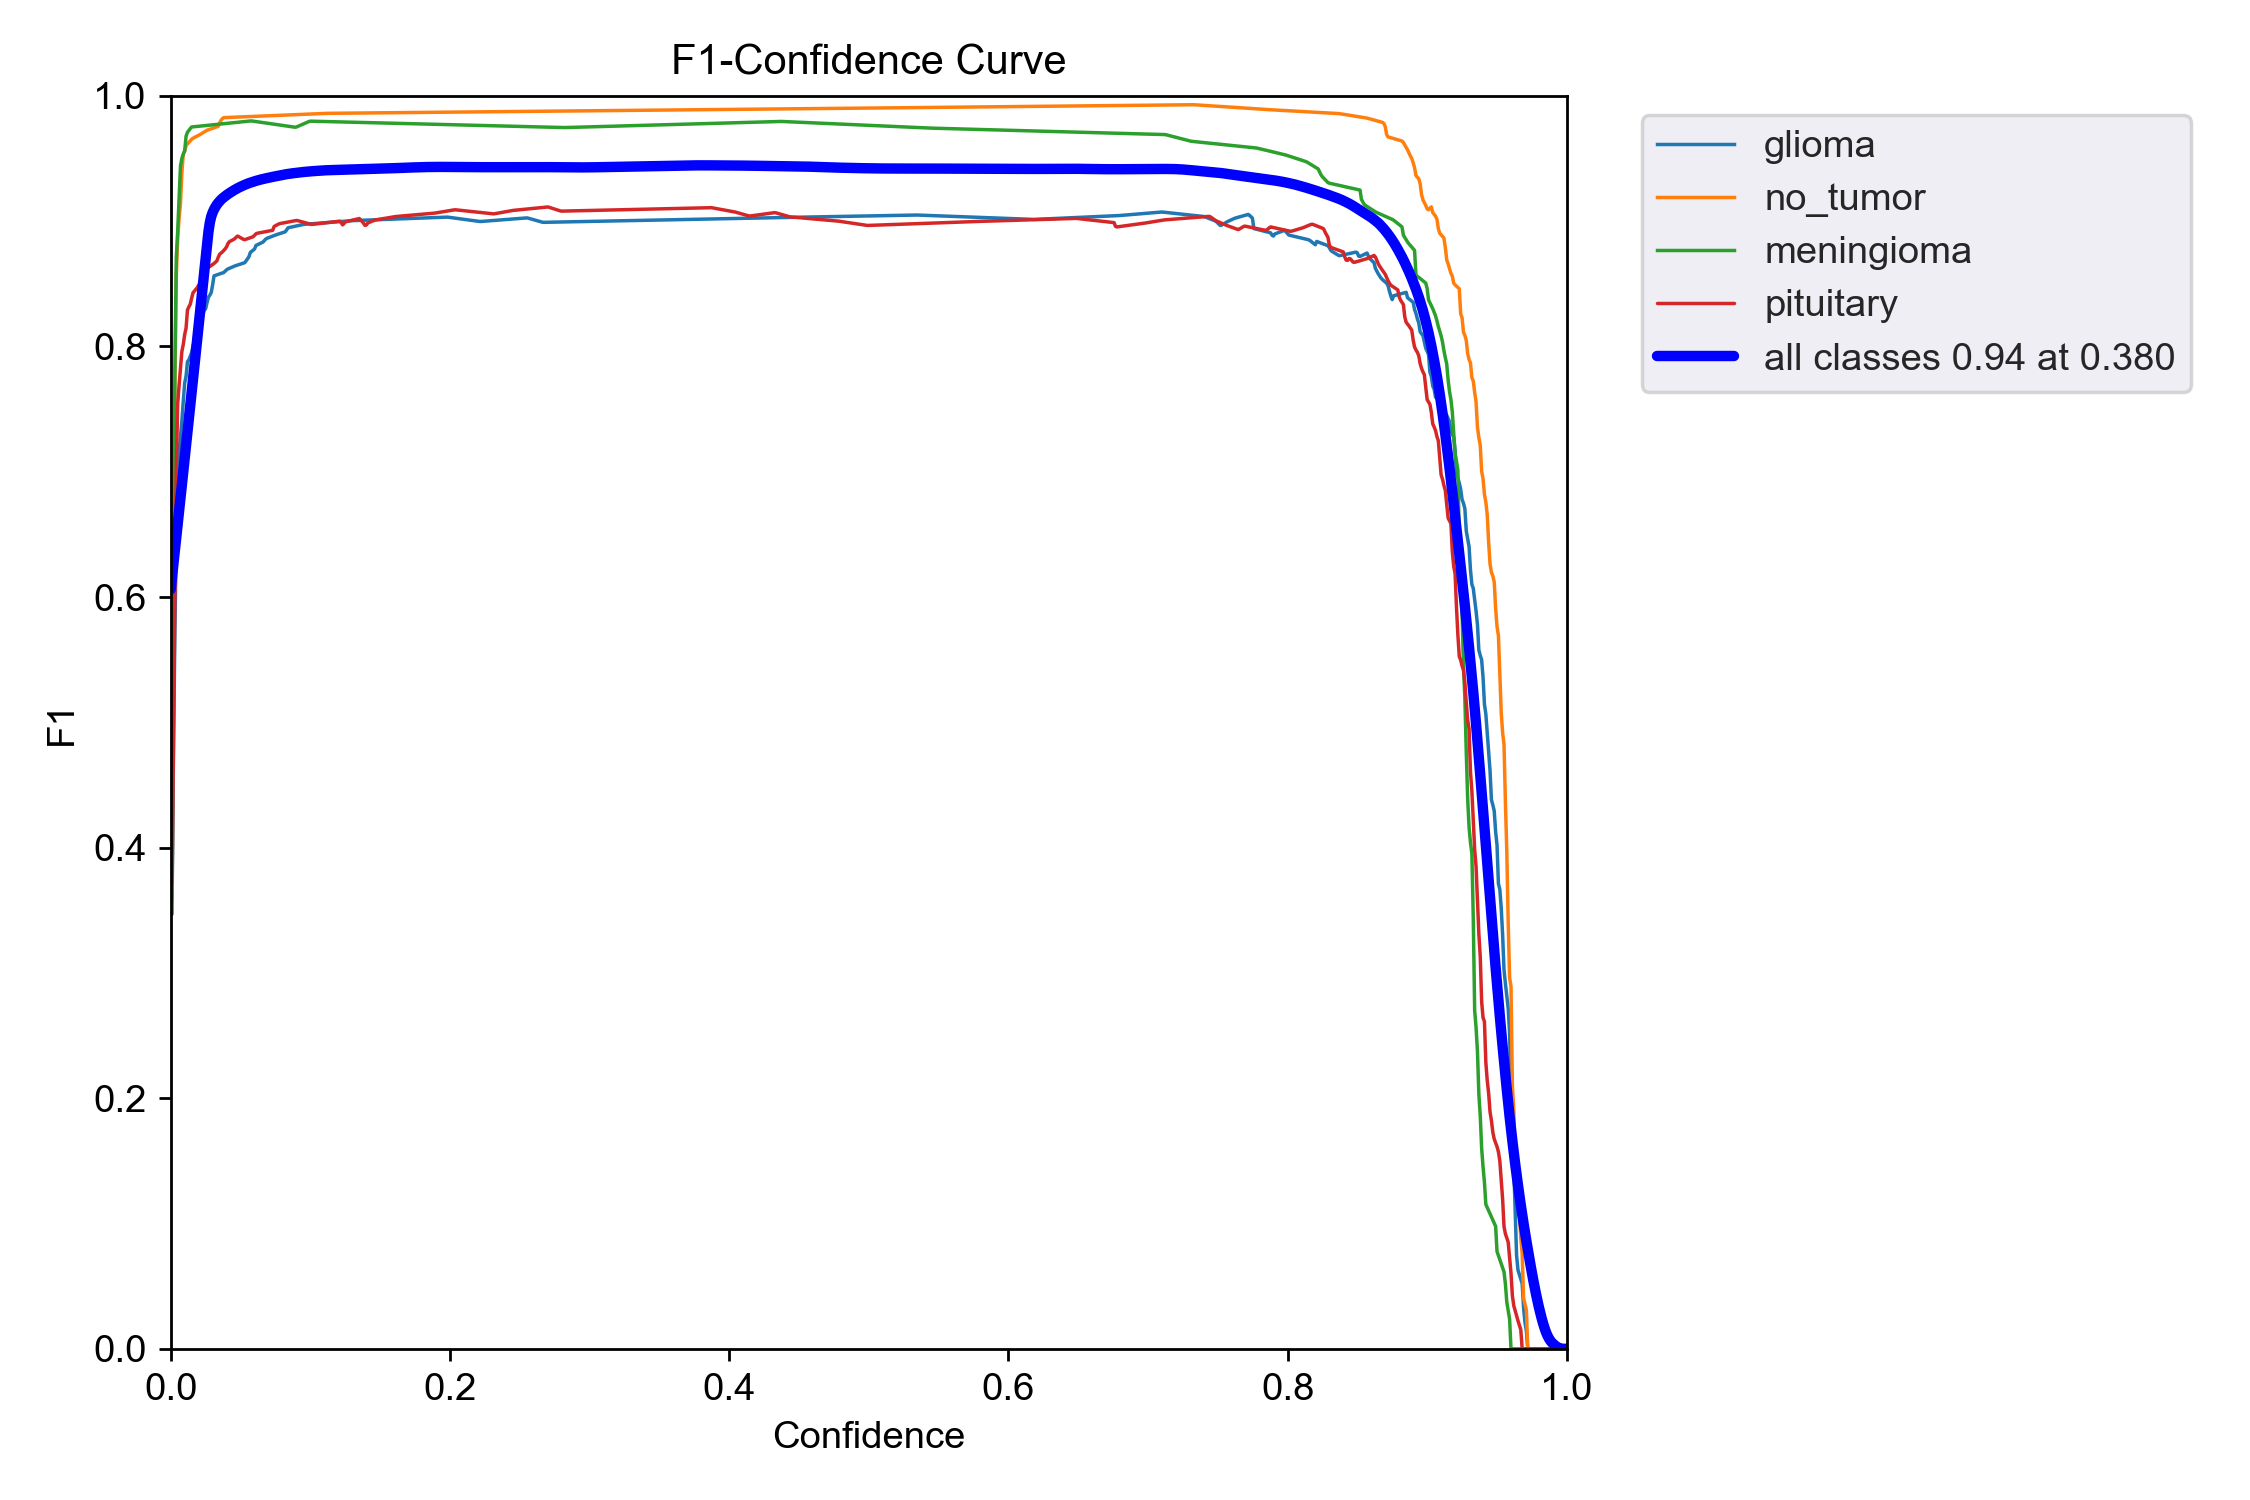 F1-Confidence Curve
1.0
0.8
0.6
0.4
0.2
0.0
F1
0.0 0.2 0.4 0.6 0.8 1.0
Confidence
glioma
no_tumor
meningioma
pituitary
all classes 0.94 at 0.380